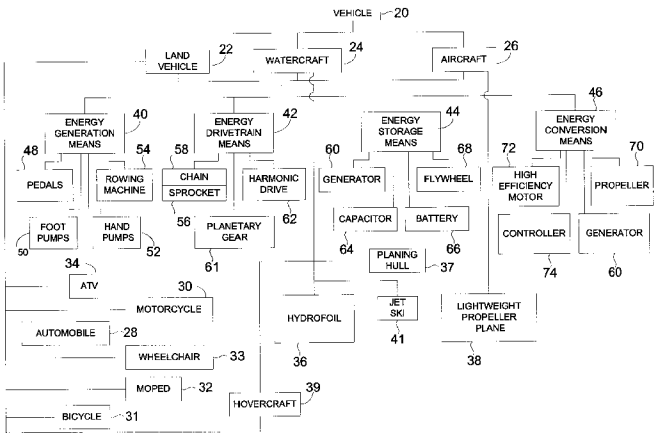 VEHICLE 20
22 24 26
LAND VEHICLE
WATERCRAFT
AIRCRAFT
40 42 44 46
ENERGY GENERATION MEANS
ENERGY DRIVETRAIN MEANS
ENERGY STORAGE MEANS
ENERGY CONVERSION MEANS
48 54 58 60 68 72 70
PEDALS
ROWING MACHINE
CHAIN
SPROCKET
HARMONIC DRIVE
GENERATOR
FLYWHEEL
HIGH EFFICIENCY MOTOR
PROPELLER
56 62
FOOT PUMPS
HAND PUMPS
PLANETARY GEAR
CAPACITOR
BATTERY
CONTROLLER
GENERATOR
50 52 61 64 66 74 60
34
ATV
30
MOTORCYCLE
PLANING HULL
37
AUTOMOBILE
28
HYDROFOIL
36
JET SKI
41
LIGHTWEIGHT PROPELLER PLANE
38
WHEELCHAIR
33
MOPED
32
BICYCLE
31
HOVERCRAFT
39